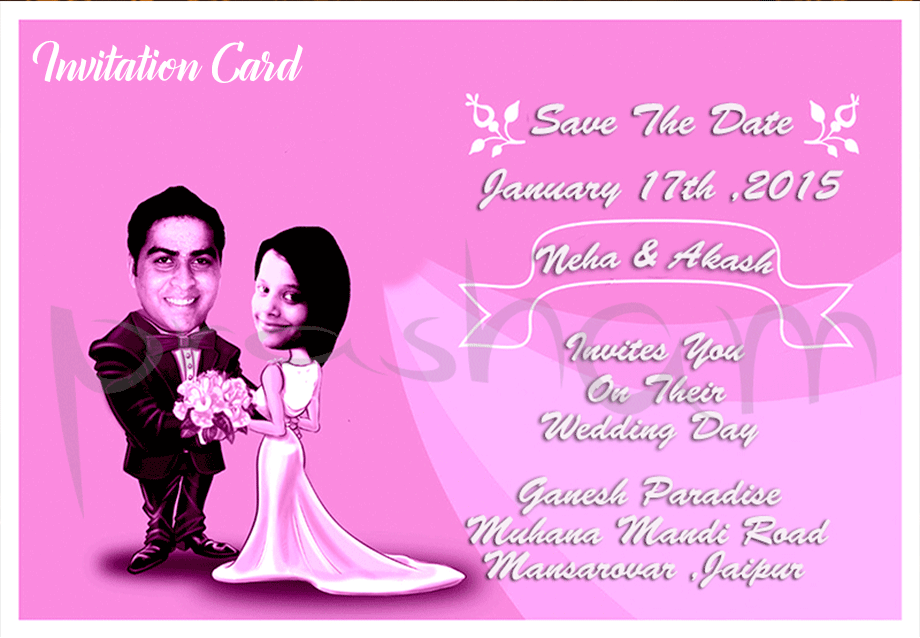 Invitation Card
Save The Date
January 17th ,2015
Neha & Akash
Invites You
On Their
Wedding Day
Ganesh Paradise
Muhana Mandi Road
Mansarovar ,Jaipur